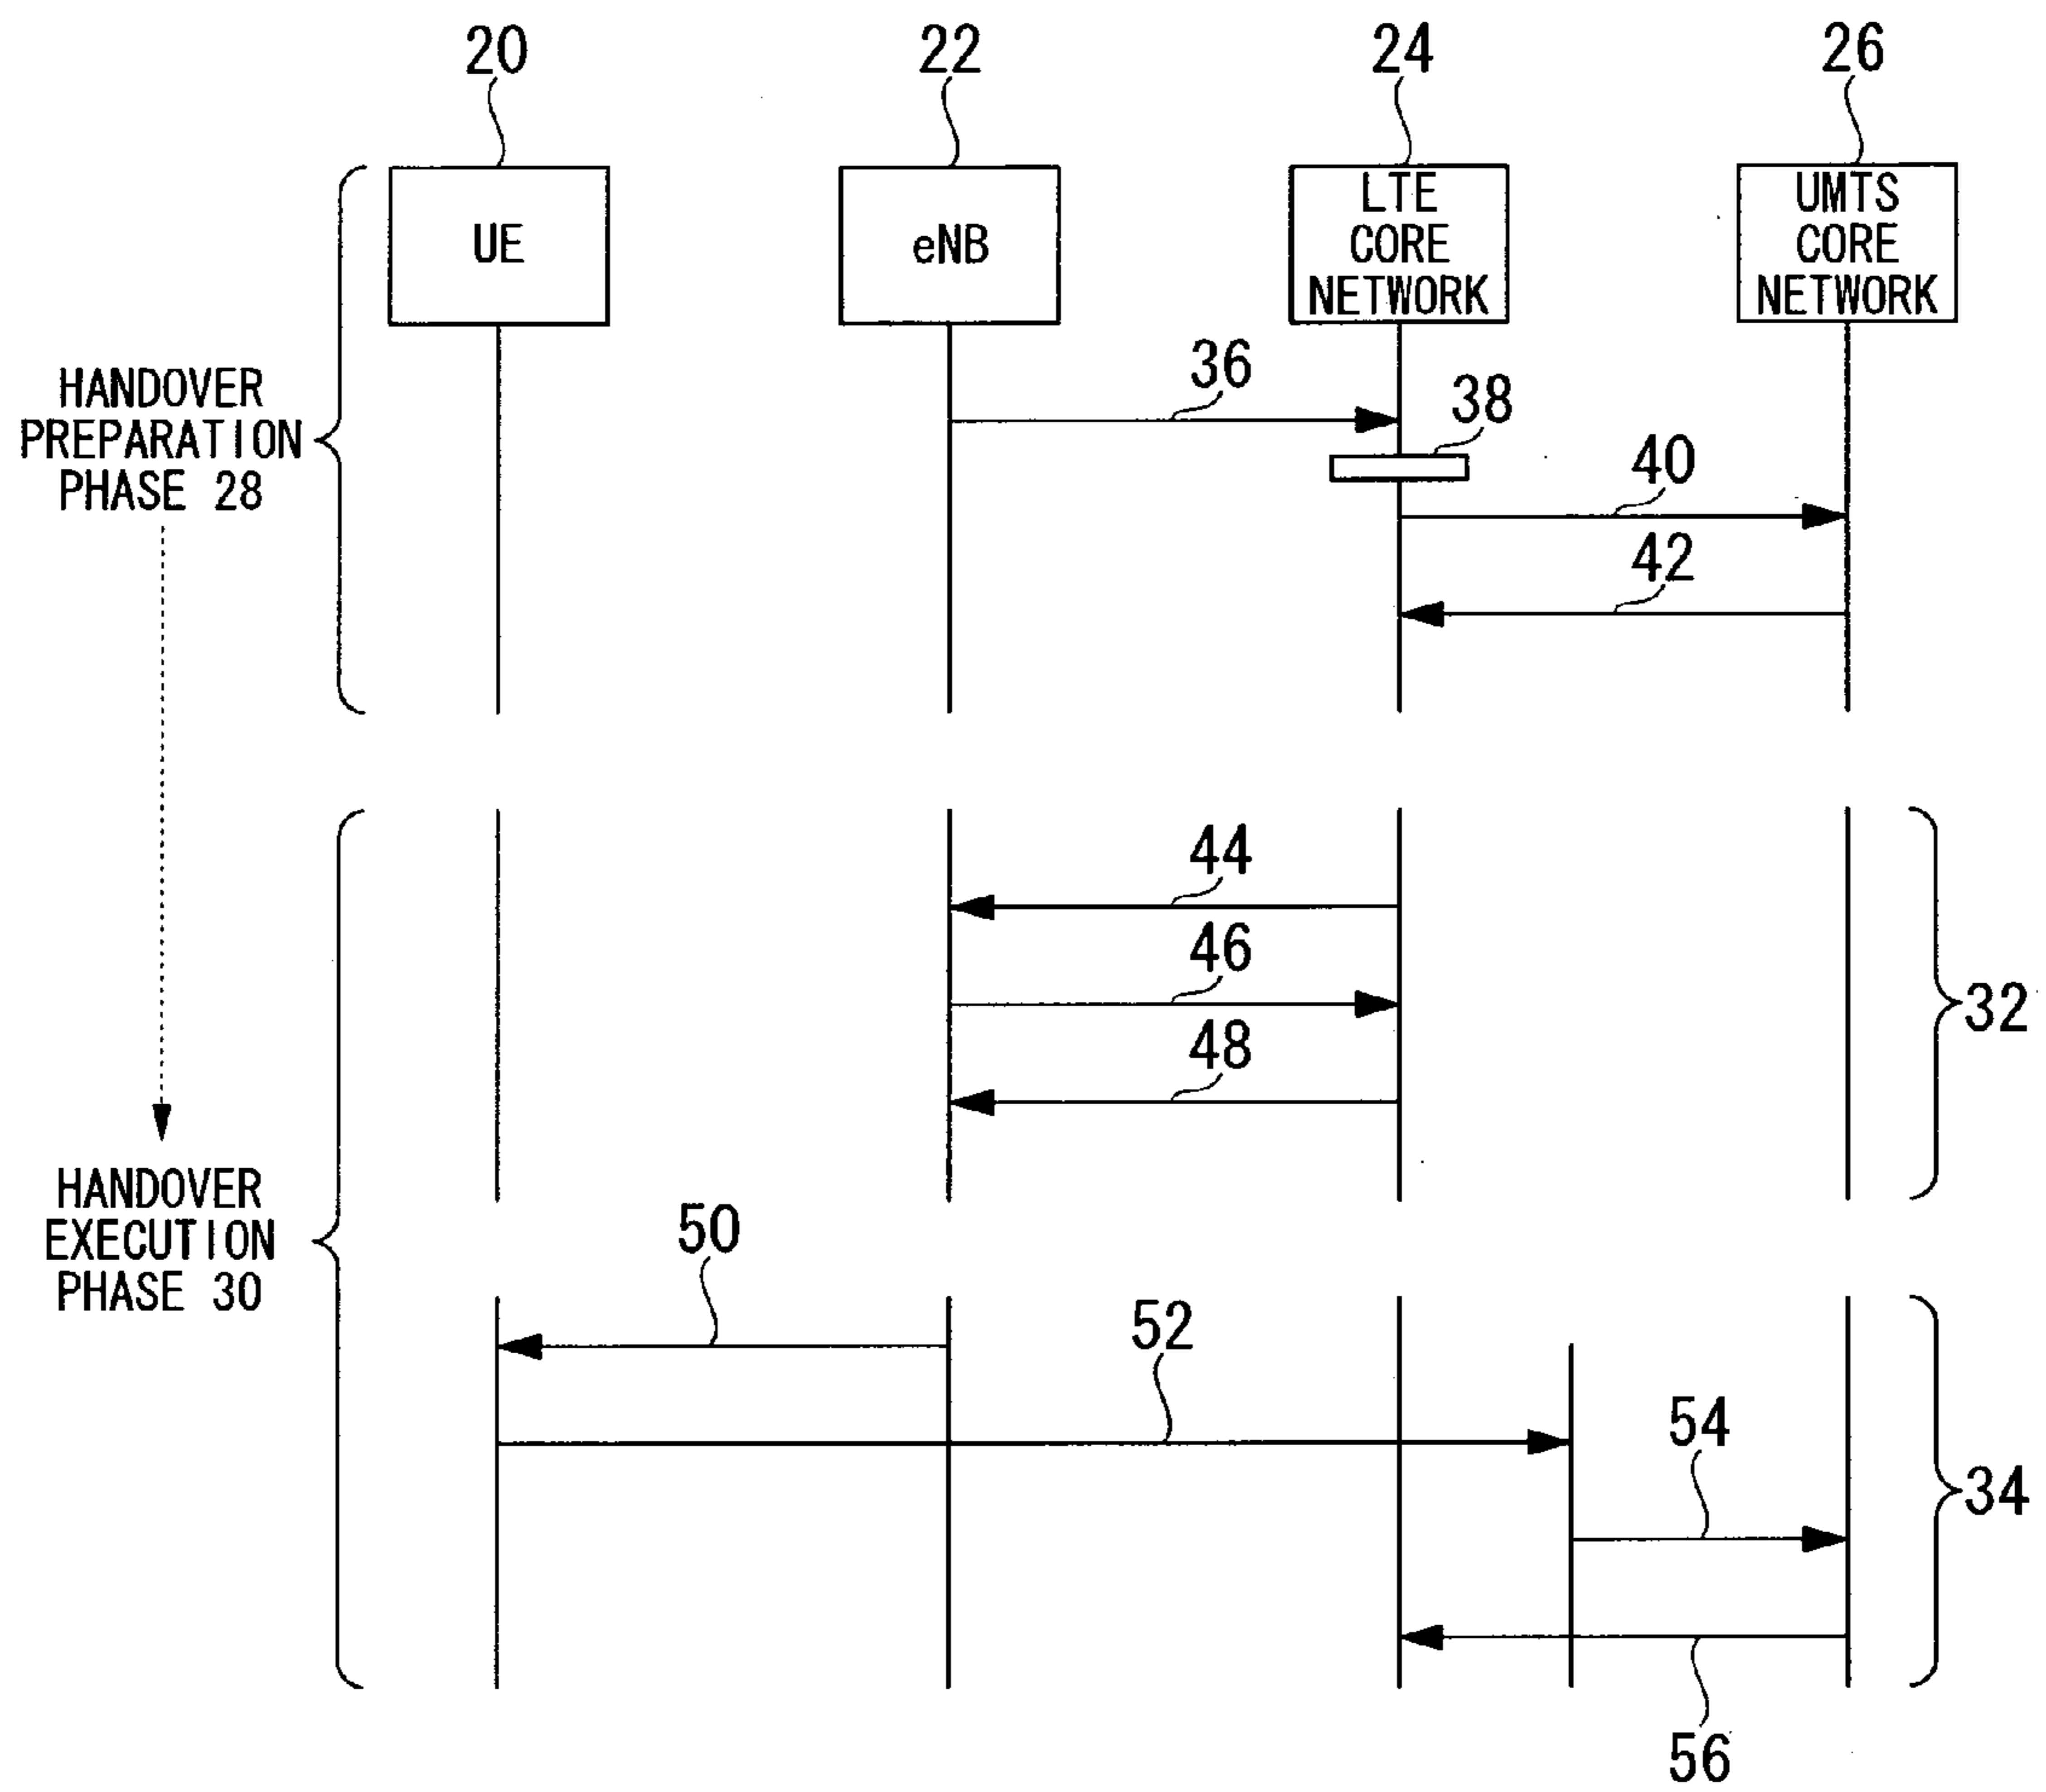 20
22
24
26
UE
eNB
LTE
CORE
NETWORK
UMTS
CORE
NETWORK
HANDOVER
PREPARATION
PHASE 28
36
38
40
42
44
46
48
32
HANDOVER
EXECUTION
PHASE 30
50
52
54
34
56